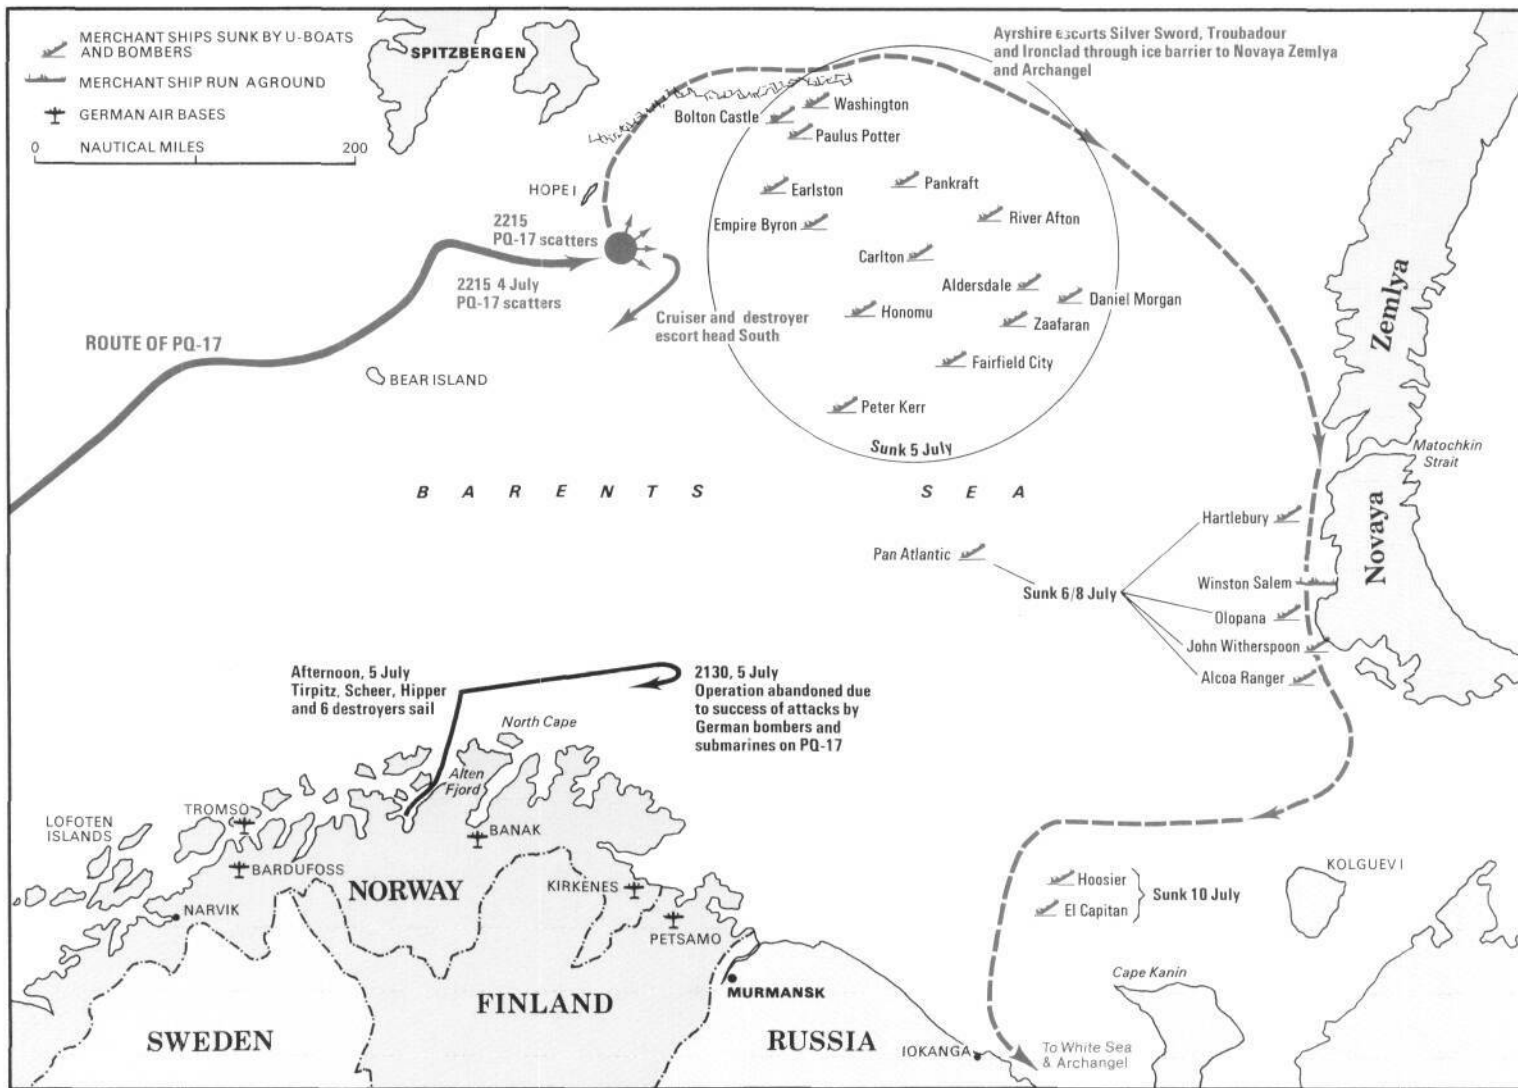 MERCHANT SHIPS SUNK BY U-BOATS
AND BOMBERS
MERCHANT SHIP RUN AGROUND
GERMAN AIR BASES
0 NAUTICAL MILES 200
SPITZBERGEN
Ayrshire escorts Silver Sword, Troubadour
and Ironclad through ice barrier to Novaya Zemlya
and Archangel
Washington
Bolton Castle
Paulus Potter
HOPE I
Earlston
Pankraft
Empire Byron
River Afton
2215
PQ-17 scatters
Carlton
2215 4 July
PQ-17 scatters
Aldersdale
Daniel Morgan
Honomu
Zaafaran
Cruiser and destroyer
escort head South
Fairfield City
ROUTE OF PQ-17
BEAR ISLAND
Peter Kerr
Sunk 5 July
Zemlya
Matochkin
Strait
BARENTS SEA
Novaya
Hartlebury
Pan Atlantic
Winston Salem
Sunk 6/8 July
Olopana
John Witherspoon
Alcoa Ranger
Afternoon, 5 July
Tirpitz, Scheer, Hipper
and 6 destroyers sail
2130, 5 July
Operation abandoned due
to success of attacks by
German bombers and
submarines on PQ-17
North Cape
Alten
Fjord
TROMSO
LOFOTEN
ISLANDS
BANAK
BARDUFOSS
NORWAY
KIRKENES
NARVIK
PETSAMO
KOLGUEV I
Hoosier
El Capitan
Sunk 10 July
Cape Kanin
MURMANSK
FINLAND
SWEDEN
RUSSIA
IOKANGA
To White Sea
& Archangel